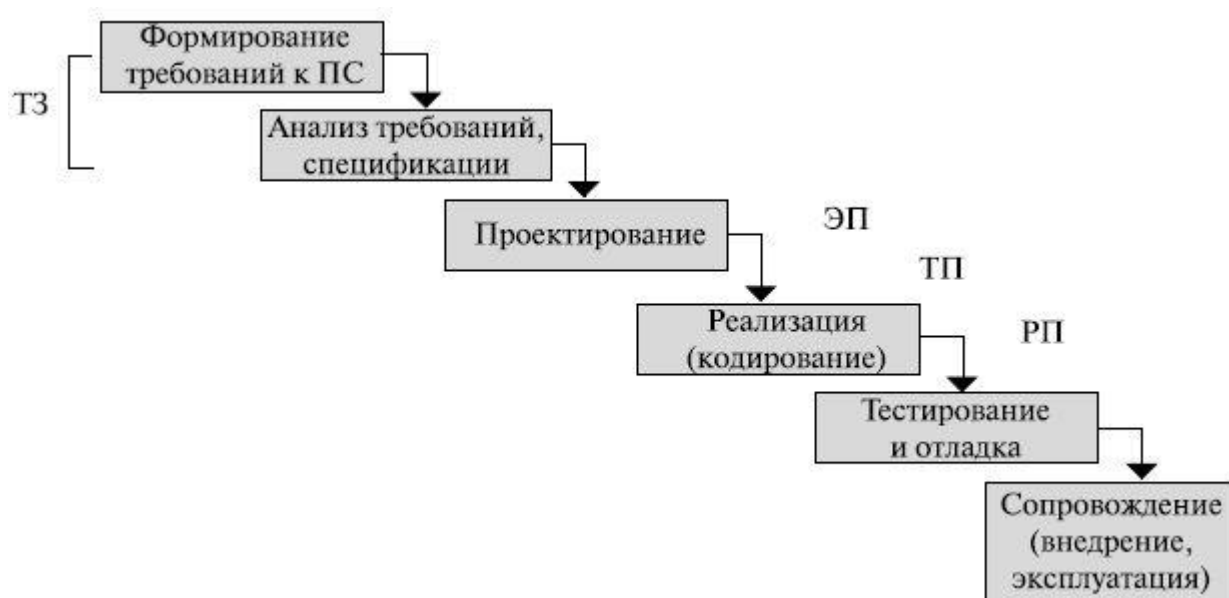 Формирование
требований к ПС
ТЗ
Анализ требований,
спецификации
Проектирование
ЭП
ТП
Реализация
(кодирование)
РП
Тестирование
и отладка
Сопровождение
(внедрение,
эксплуатация)